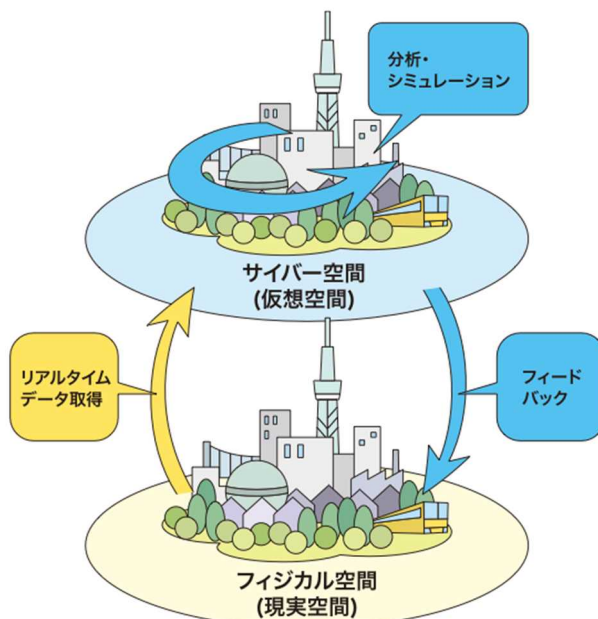 分析・
シミュレーション
サイバー空間
(仮想空間)
リアルタイム
データ取得
フィード
バック
フィジカル空間
(現実空間)